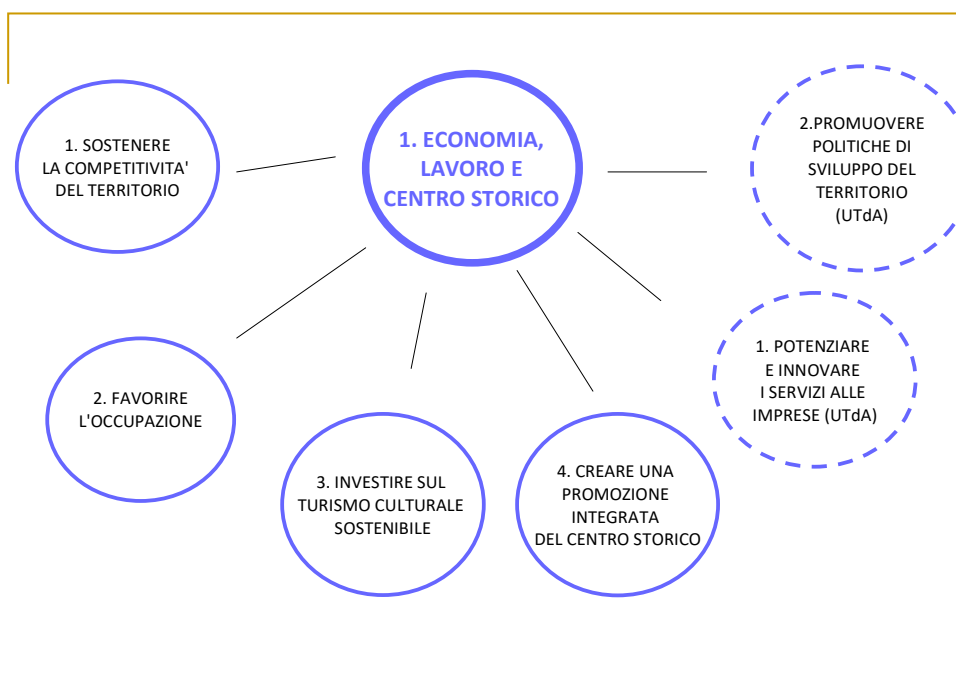 1. ECONOMIA,
LAVORO E
CENTRO STORICO
1. SOSTENERE
LA COMPETITIVITA'
DEL TERRITORIO
2. FAVORIRE
L'OCCUPAZIONE
3. INVESTIRE SUL
TURISMO CULTURALE
SOSTENIBILE
4. CREARE UNA
PROMOZIONE
INTEGRATA
DEL CENTRO STORICO
1. POTENZIARE
E INNOVARE
I SERVIZI ALLE
IMPRESE (UTdA)
2.PROMUOVERE
POLITICHE DI
SVILUPPO DEL
TERRITORIO
(UTdA)